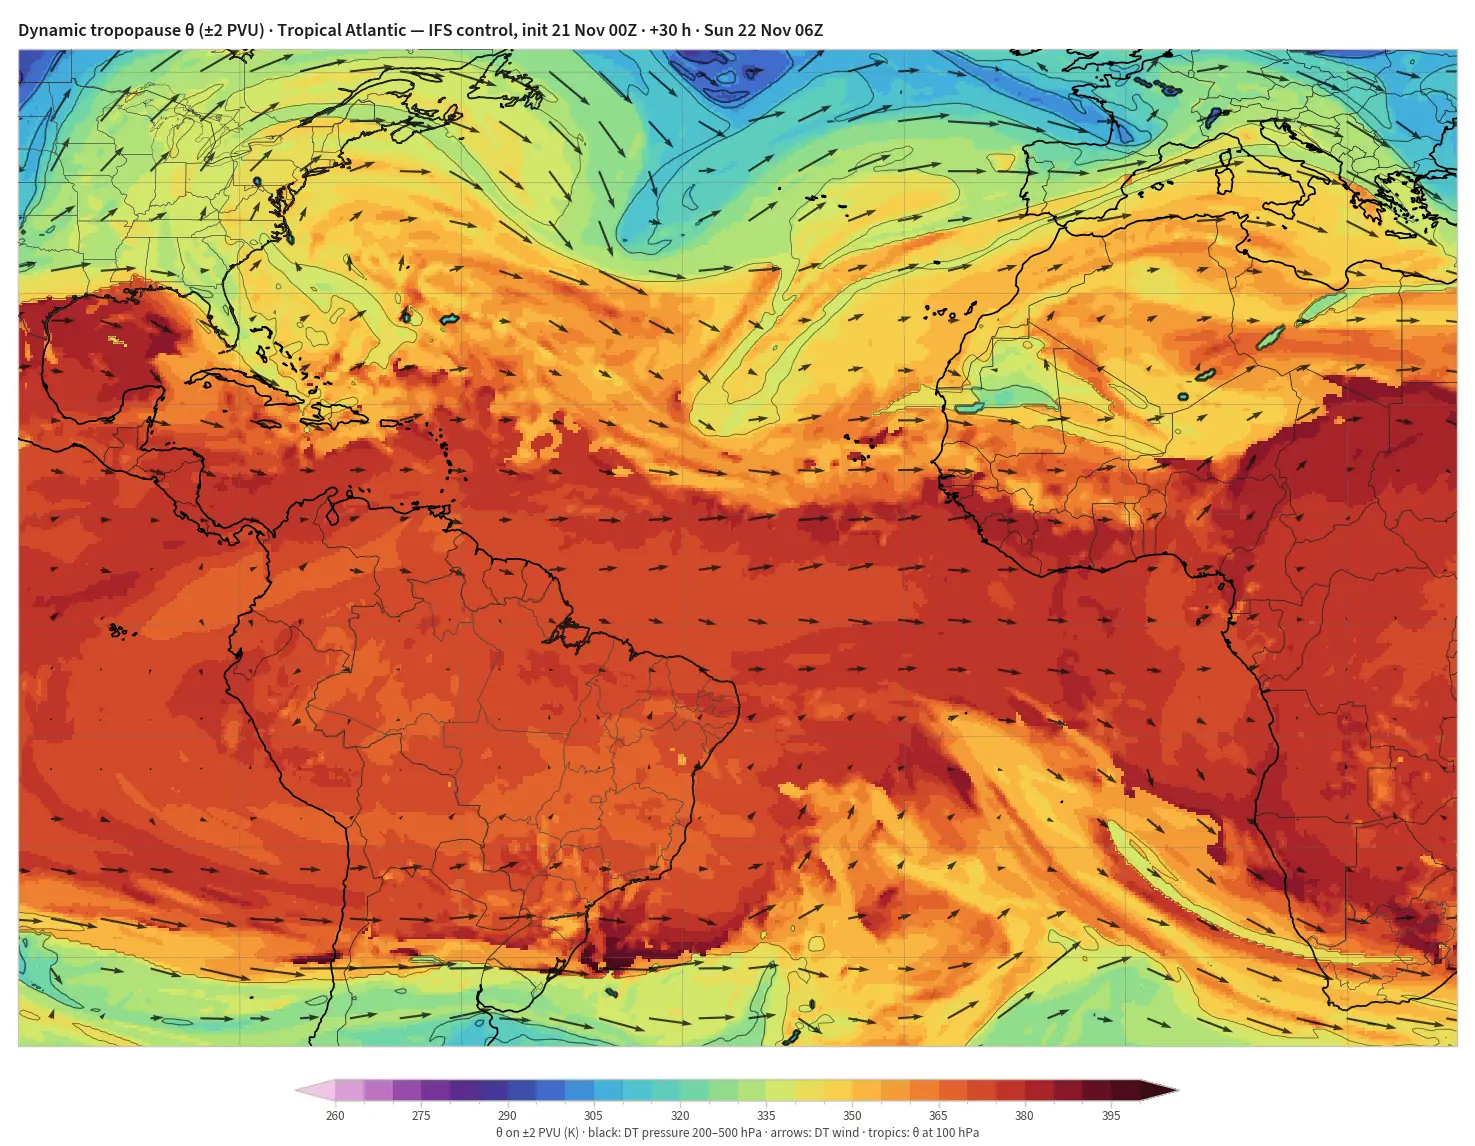 Dynamic tropopause θ (±2 PVU) · Tropical Atlantic — IFS control, init 21 Nov 00Z · +30 h · Sun 22 Nov 06Z
260 275 290 305 320 335 350 365 380 395
θ on ±2 PVU (K) · black: DT pressure 200–500 hPa · arrows: DT wind · tropics: θ at 100 hPa